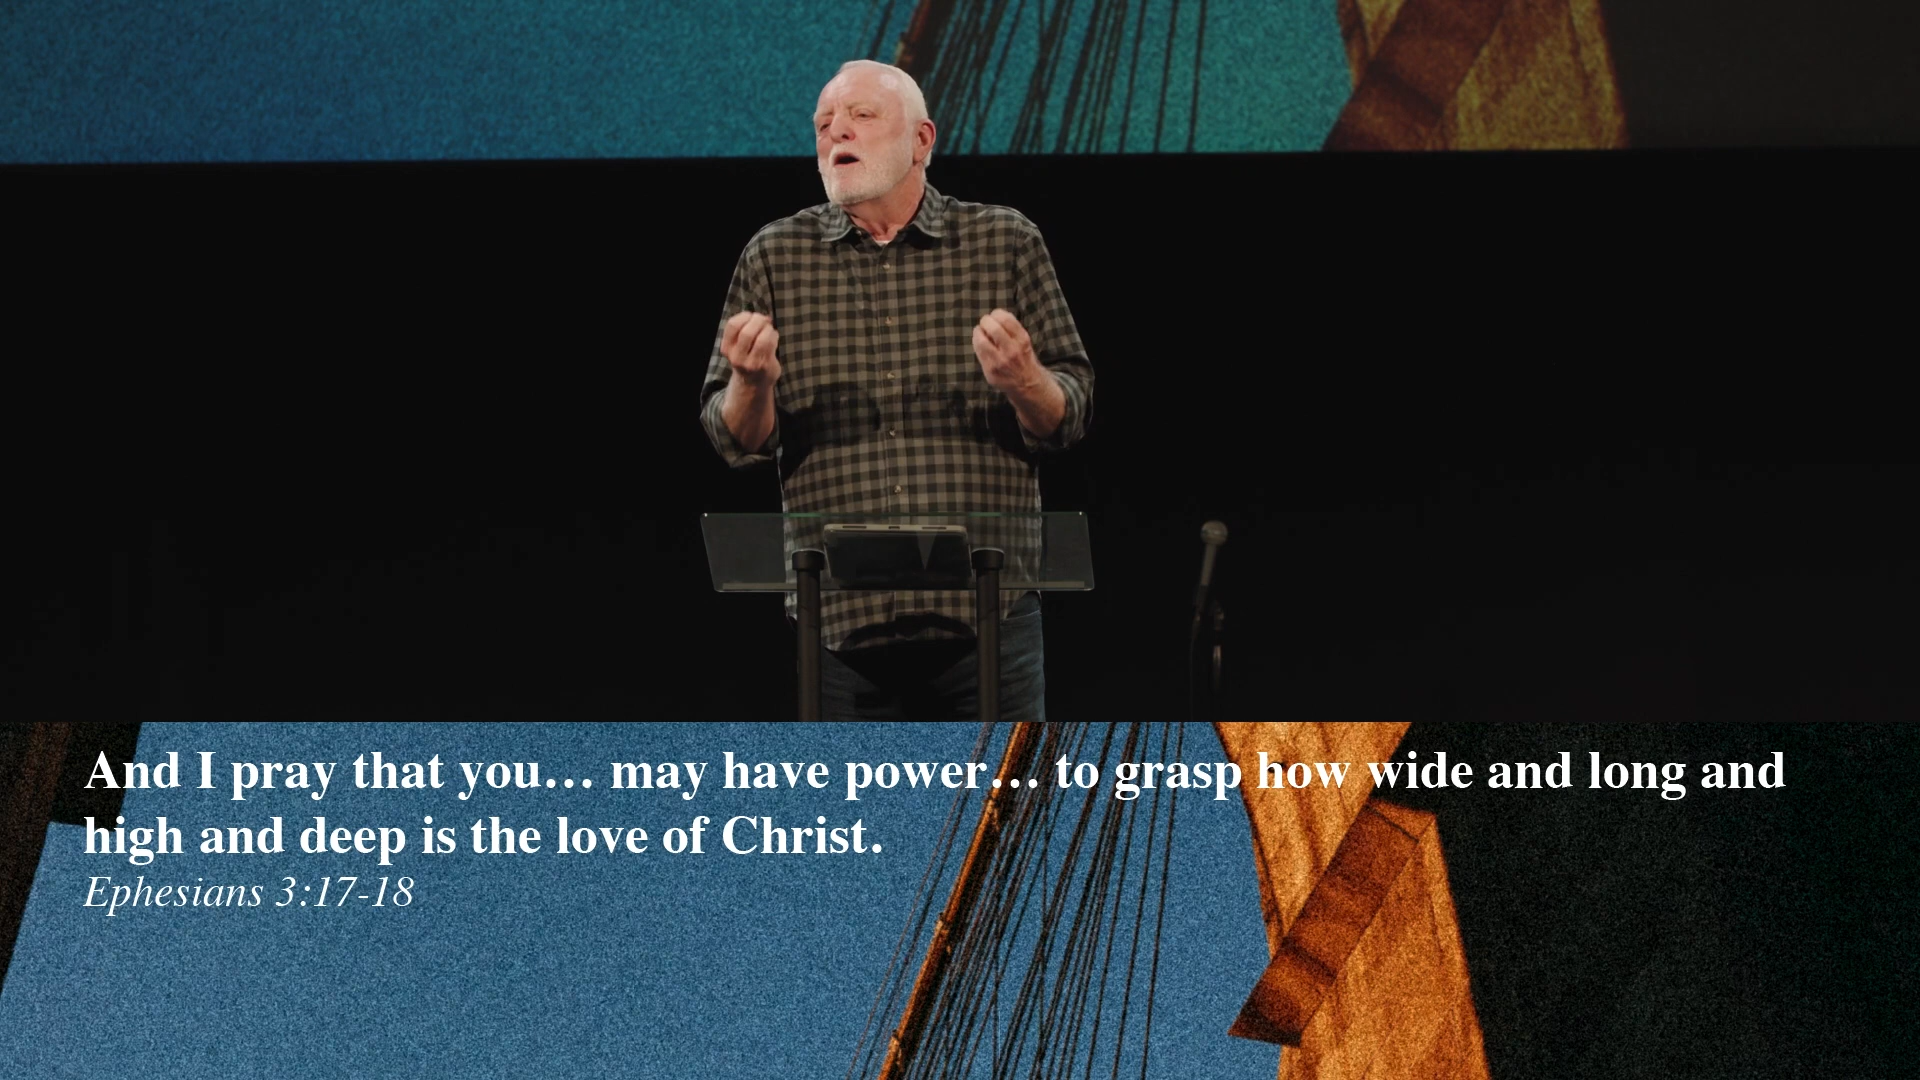 And I pray that you… may have power… to grasp how wide and long and
high and deep is the love of Christ.
Ephesians 3:17-18